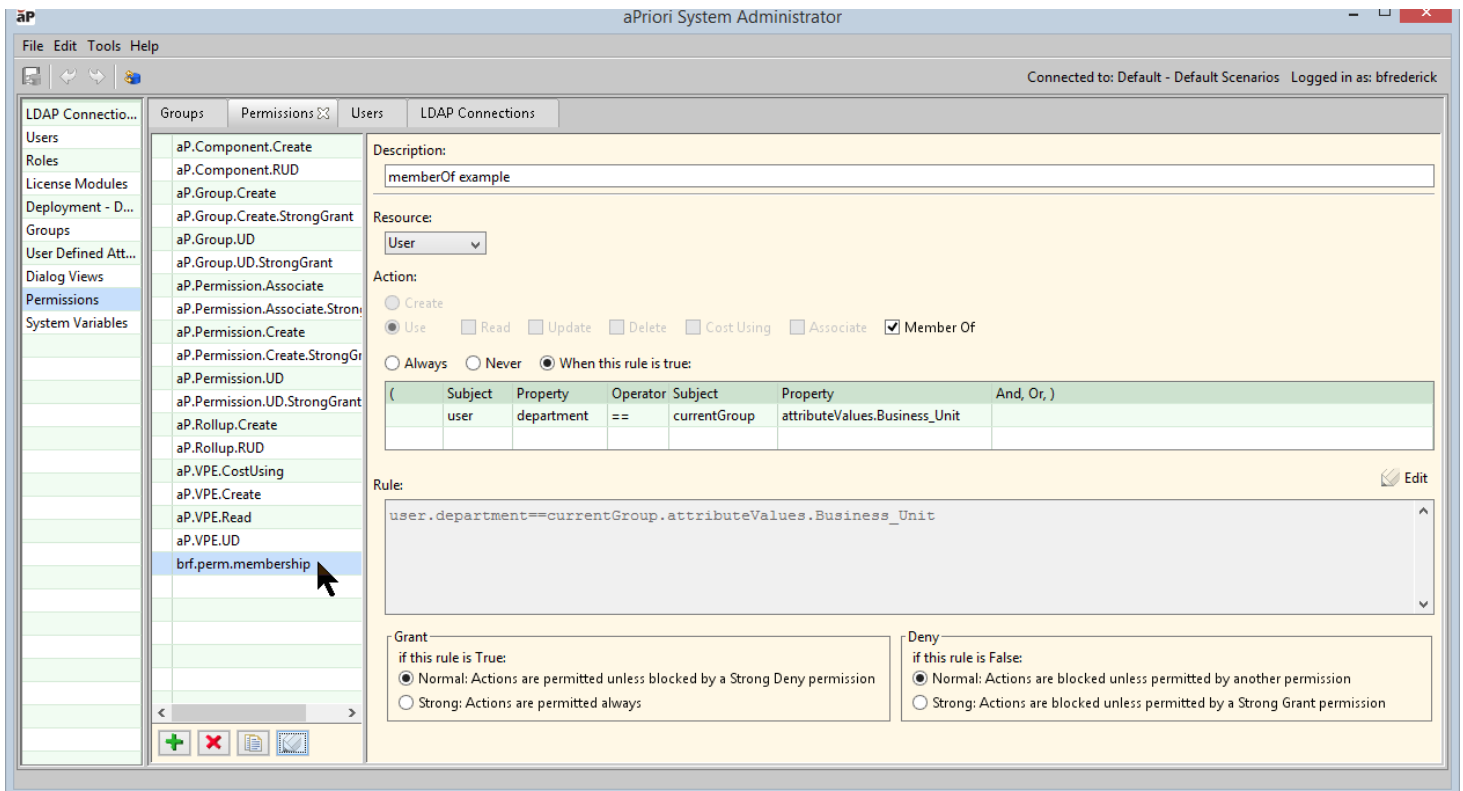 aP aPriori System Administrator
File Edit Tools Help
Connected to: Default - Default Scenarios Logged in as: bfrederick
LDAP Connectio...
Users
Roles
License Modules
Deployment - D...
Groups
User Defined Att...
Dialog Views
Permissions
System Variables
Groups Permissions Users LDAP Connections
aP.Component.Create
aP.Component.RUD
aP.Group.Create
aP.Group.Create.StrongGrant
aP.Group.UD
aP.Group.UD.StrongGrant
aP.Permission.Associate
aP.Permission.Associate.Strong
aP.Permission.Create
aP.Permission.Create.StrongGr
aP.Permission.UD
aP.Permission.UD.StrongGrant
aP.Rollup.Create
aP.Rollup.RUD
aP.VPE.CostUsing
aP.VPE.Create
aP.VPE.Read
aP.VPE.UD
brf.perm.membership
Description:
memberOf example
Resource:
User
Action:
Create
Use Read Update Delete Cost Using Associate Member Of
Always Never When this rule is true:
( Subject Property Operator Subject Property And, Or, )
user department == currentGroup attributeValues.Business_Unit
Rule:
Edit
user.department==currentGroup.attributeValues.Business_Unit
Grant
if this rule is True:
Normal: Actions are permitted unless blocked by a Strong Deny permission
Strong: Actions are permitted always
Deny
if this rule is False:
Normal: Actions are blocked unless permitted by another permission
Strong: Actions are blocked unless permitted by a Strong Grant permission